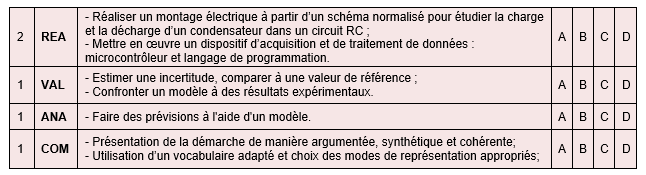 - Réaliser un montage électrique à partir d'un schéma normalisé pour étudier la charge
et la décharge d'un condensateur dans un circuit RC ;
2 REA - Mettre en œuvre un dispositif d'acquisition et de traitement de données : A B C D
microcontrôleur et langage de programmation.
1 VAL - Estimer une incertitude, comparer à une valeur de référence ; A B C D
- Confronter un modèle à des résultats expérimentaux.
1 ANA - Faire des prévisions à l'aide d'un modèle. A B C D
1 COM - Présentation de la démarche de manière argumentée, synthétique et cohérente; A B C D
- Utilisation d'un vocabulaire adapté et choix des modes de représentation appropriés;